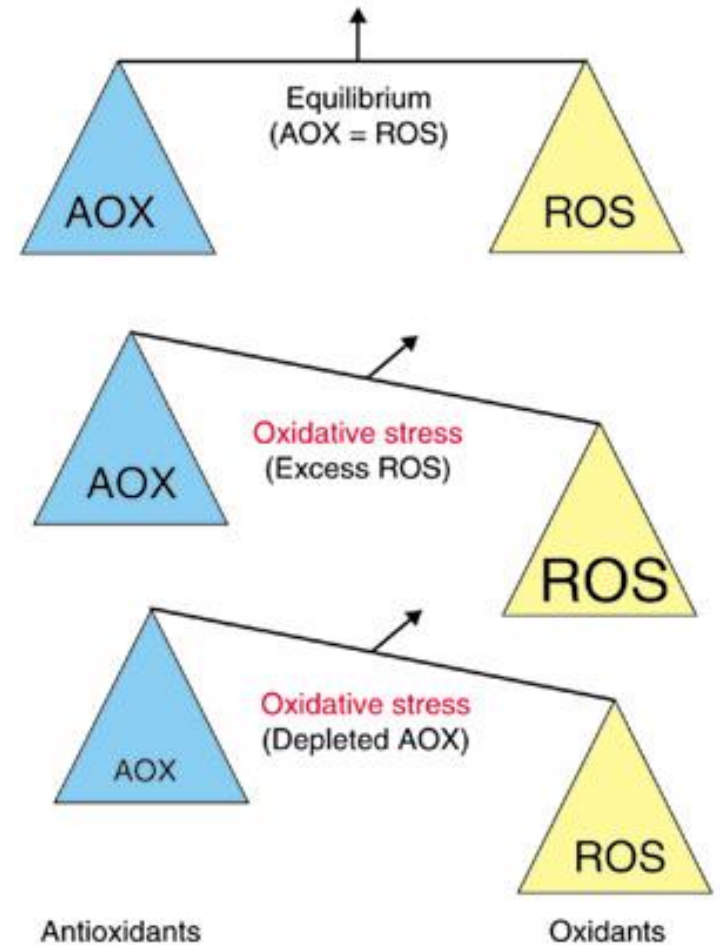 Equilibrium
(AOX = ROS)
AOX
ROS
Oxidative stress
(Excess ROS)
AOX
ROS
Oxidative stress
(Depleted AOX)
AOX
ROS
Antioxidants
Oxidants